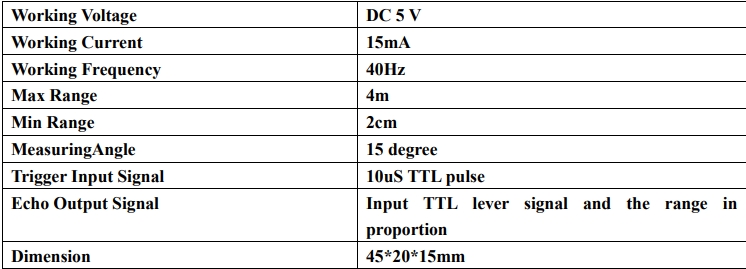 Working Voltage DC 5 V
Working Current 15mA
Working Frequency 40Hz
Max Range 4m
Min Range 2cm
MeasuringAngle 15 degree
Trigger Input Signal 10uS TTL pulse
Echo Output Signal Input TTL lever signal and the range in
proportion
Dimension 45*20*15mm